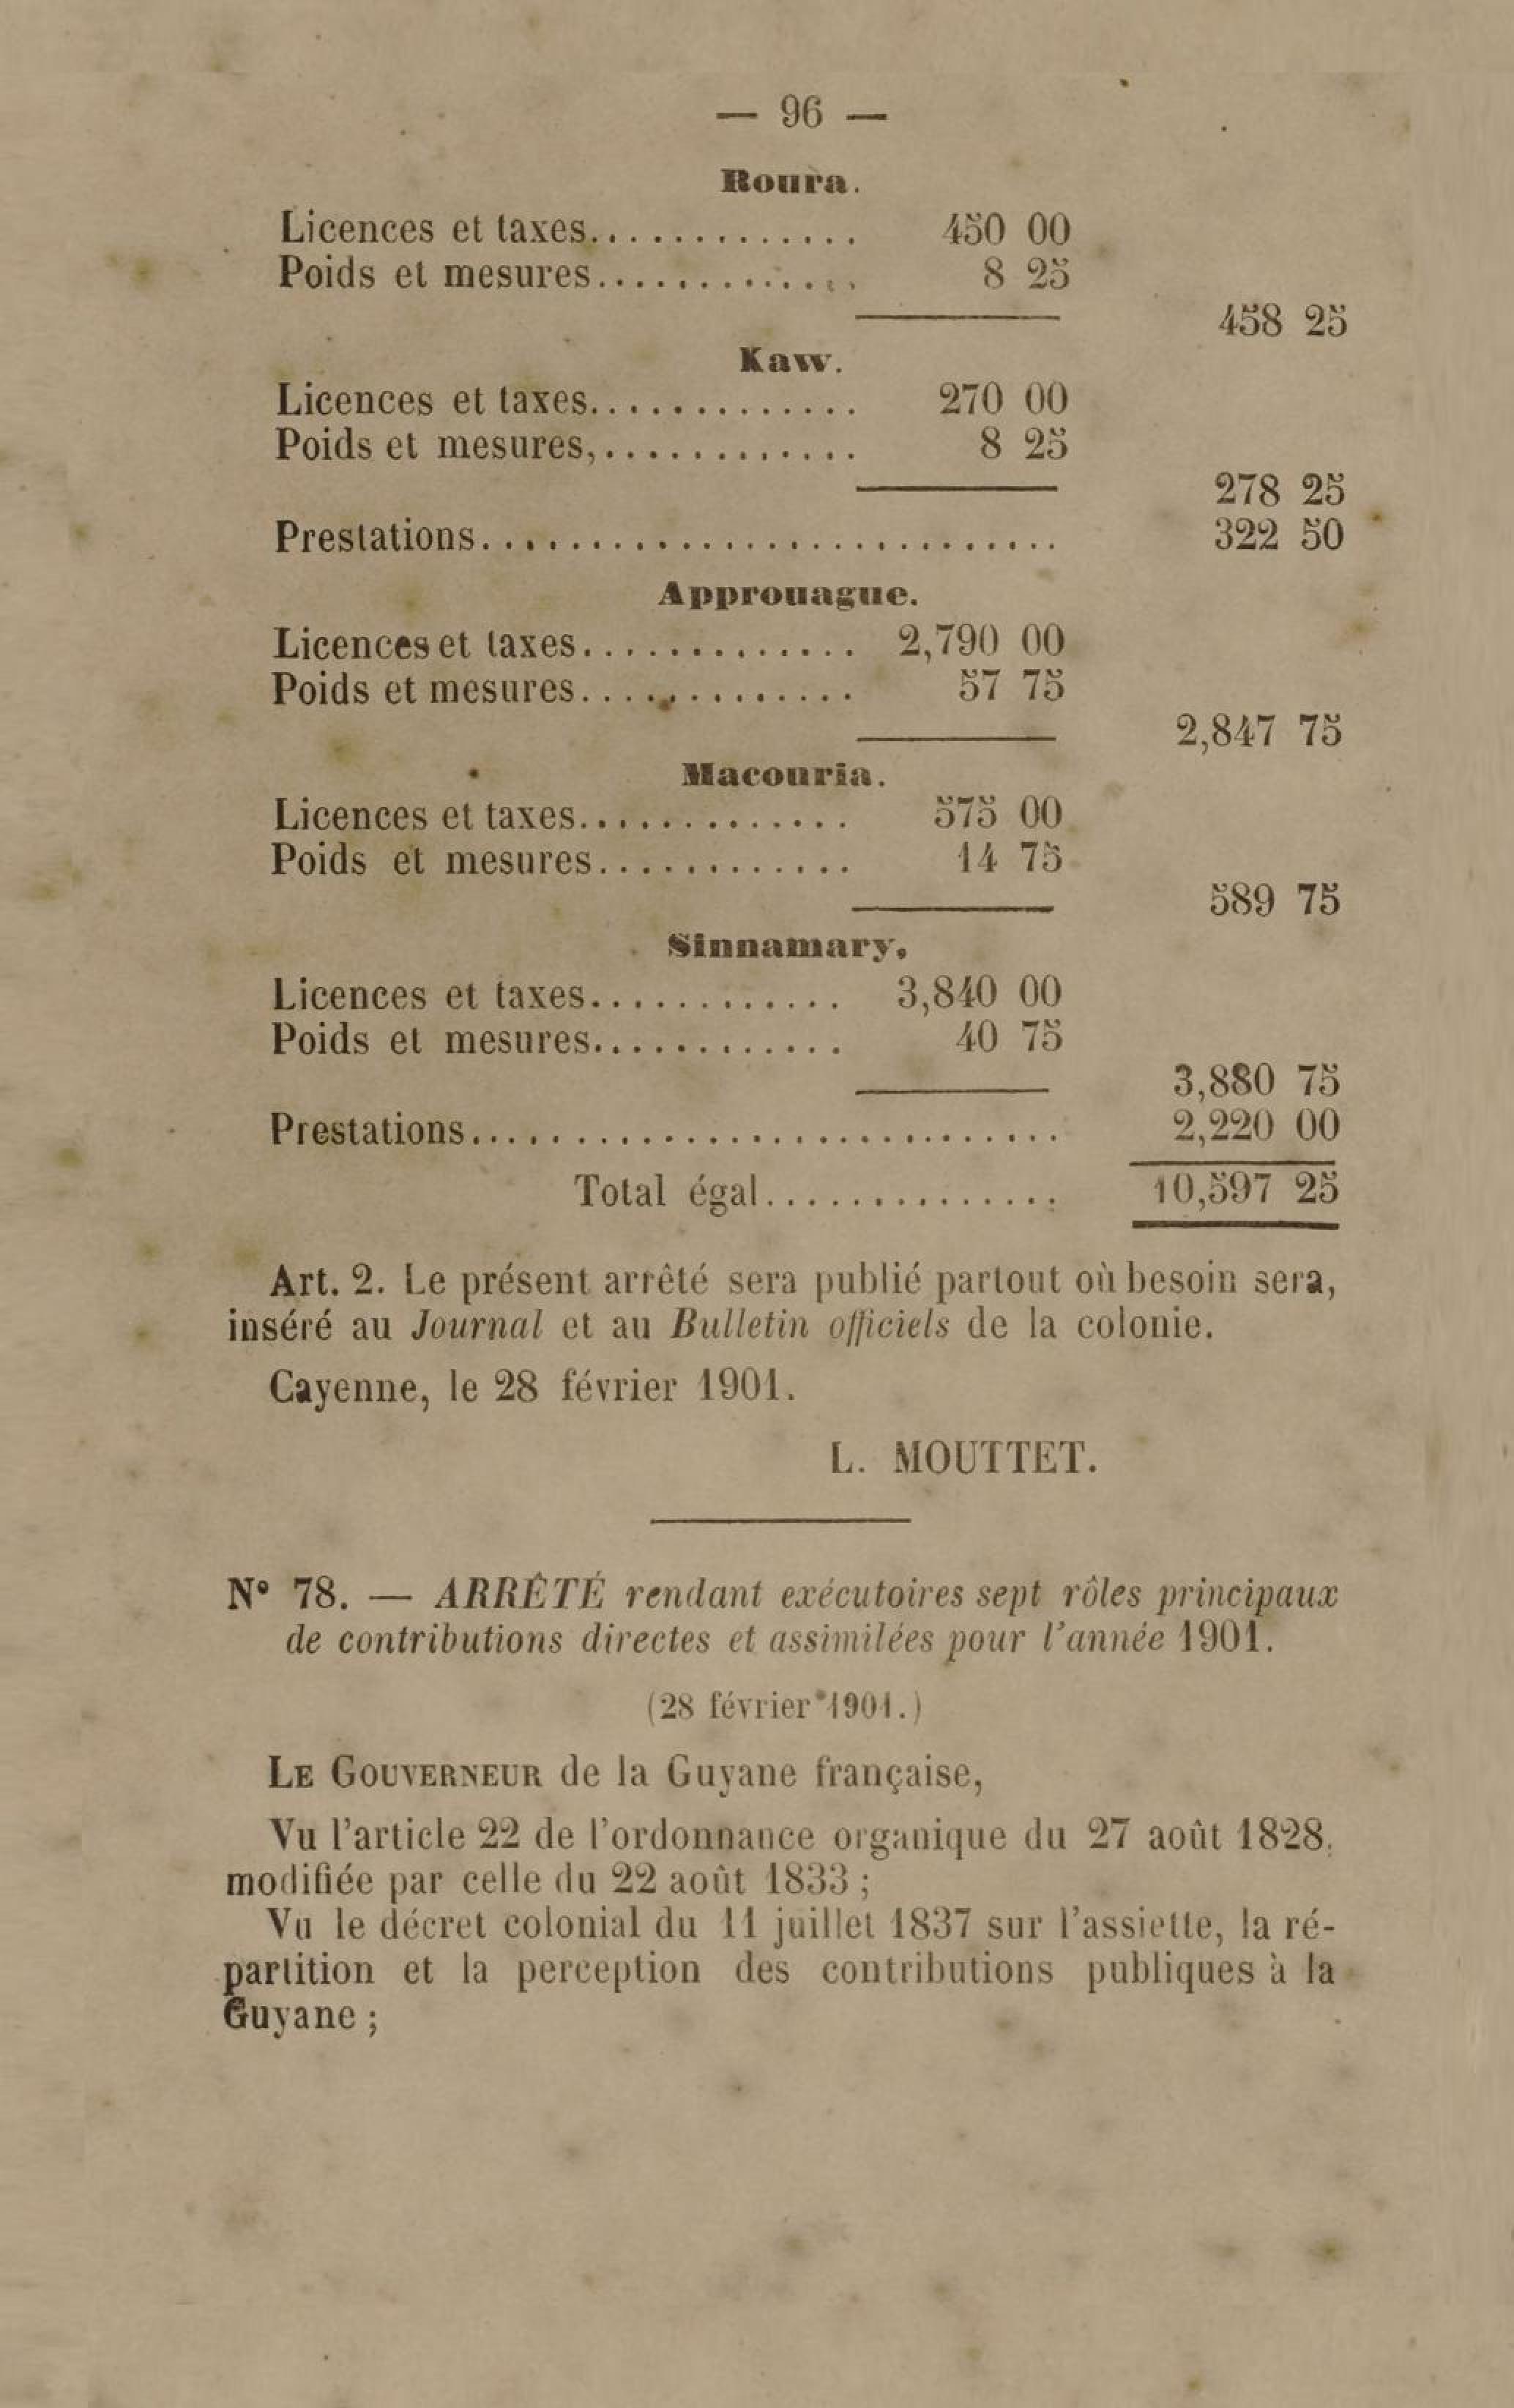 — 96 —
Roura.
Licences et taxes.............. 450 00
Poids et mesures............. 8 25
458 25
Kaw.
Licences et taxes............. 270 00
Poids et mesures,............ 8 25
278 25
Prestations........................... 322 50
Approuague.
Licences et taxes............. 2,790 00
Poids et mesures............. 57 75
2,847 75
Macouria.
Licences et taxes............. 575 00
Poids et mesures............ 14 75
589 75
Sinnamary.
Licences et taxes............ 3,840 00
Poids et mesures............ 40 75
3,880 75
Prestations........................... 2,220 00
Total égal.............. 10,597 25
Art. 2. Le présent arrêté sera publié partout où besoin sera,
inséré au Journal et au Bulletin officiels de la colonie.
Cayenne, le 28 février 1901.
L. MOUTTET.
N° 78. — ARRÊTÉ rendant exécutoires sept rôles principaux
de contributions directes et assimilées pour l'année 1901.
(28 février 1901.)
LE GOUVERNEUR de la Guyane française,
Vu l'article 22 de l'ordonnance organique du 27 août 1828,
modifiée par celle du 22 août 1833 ;
Vu le décret colonial du 11 juillet 1837 sur l'assiette, la ré-
partition et la perception des contributions publiques à la
Guyane ;